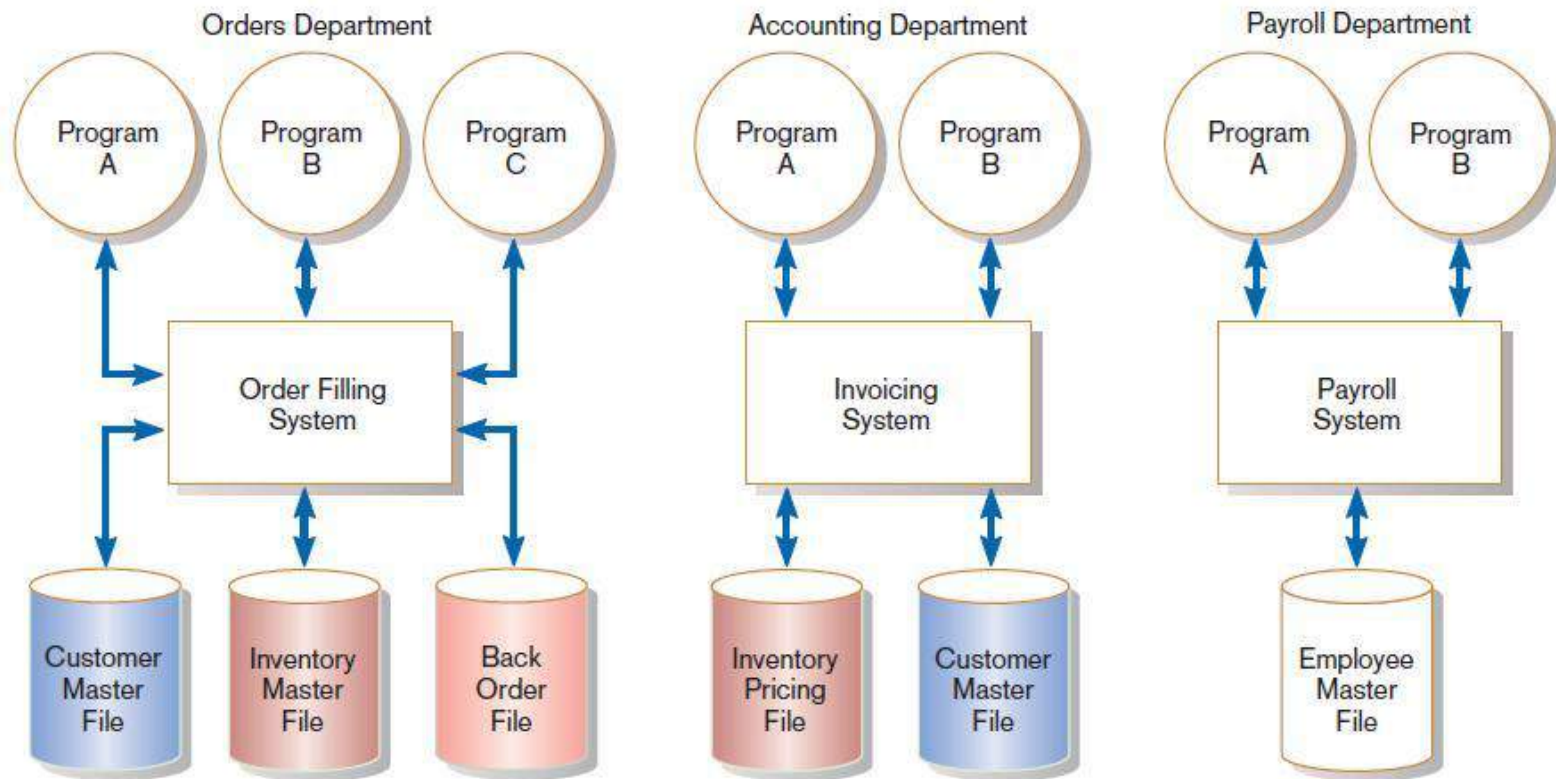 Orders Department
Program
A
Program
B
Program
C
Order Filling
System
Customer
Master
File
Inventory
Master
File
Back
Order
File
Accounting Department
Program
A
Program
B
Invoicing
System
Inventory
Pricing
File
Customer
Master
File
Payroll Department
Program
A
Program
B
Payroll
System
Employee
Master
File